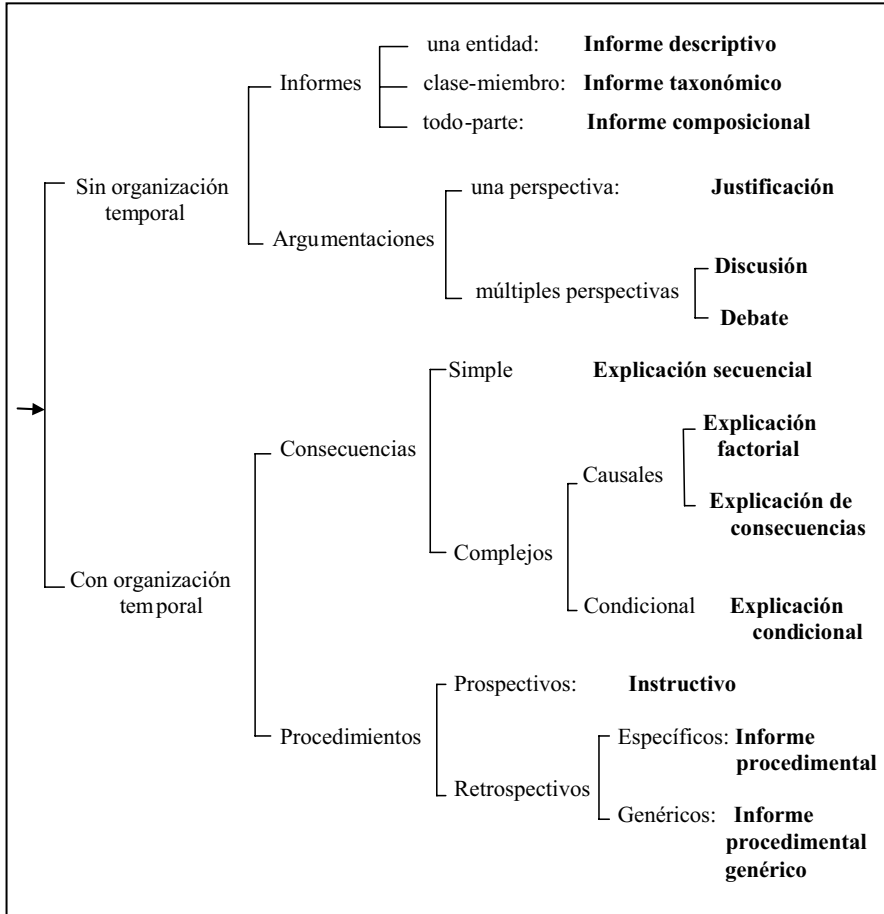 una entidad: Informe descriptivo
Informes clase-miembro: Informe taxonómico
todo-parte: Informe composicional
Sin organización
temporal
una perspectiva: Justificación
Argumentaciones
Discusión
múltiples perspectivas
Debate
Simple Explicación secuencial
Explicación
factorial
Consecuencias
Causales
Explicación de
consecuencias
Complejos
Con organización
temporal
Condicional Explicación
condicional
Prospectivos: Instructivo
Procedimientos
Específicos: Informe
procedimental
Retrospectivos
Genéricos: Informe
procedimental
genérico